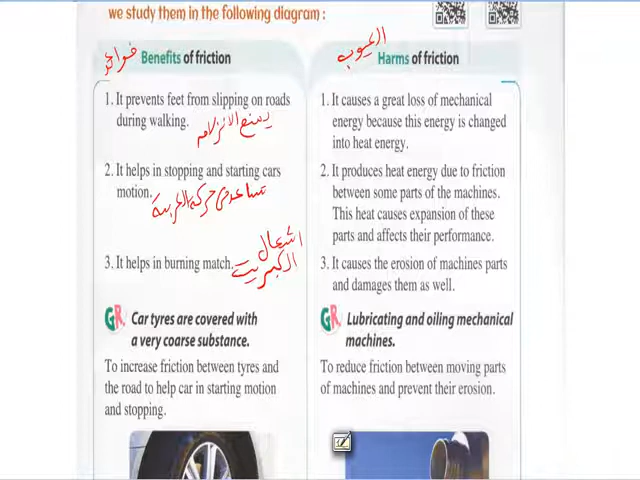 we study them in the following diagram :
فوائد
Benefits of friction
1. It prevents feet from slipping on roads
during walking.
يمنع الانزلاق
2. It helps in stopping and starting cars
motion.
تساعد في حركة العربية
3. It helps in burning match.
اشعال
الكبريت
GR Car tyres are covered with
a very coarse substance.
To increase friction between tyres and
the road to help car in starting motion
and stopping.
العيوب
Harms of friction
1. It causes a great loss of mechanical
energy because this energy is changed
into heat energy.
2. It produces heat energy due to friction
between some parts of the machines.
This heat causes expansion of these
parts and affects their performance.
3. It causes the erosion of machines parts
and damages them as well.
GR Lubricating and oiling mechanical
machines.
To reduce friction between moving parts
of machines and prevent their erosion.